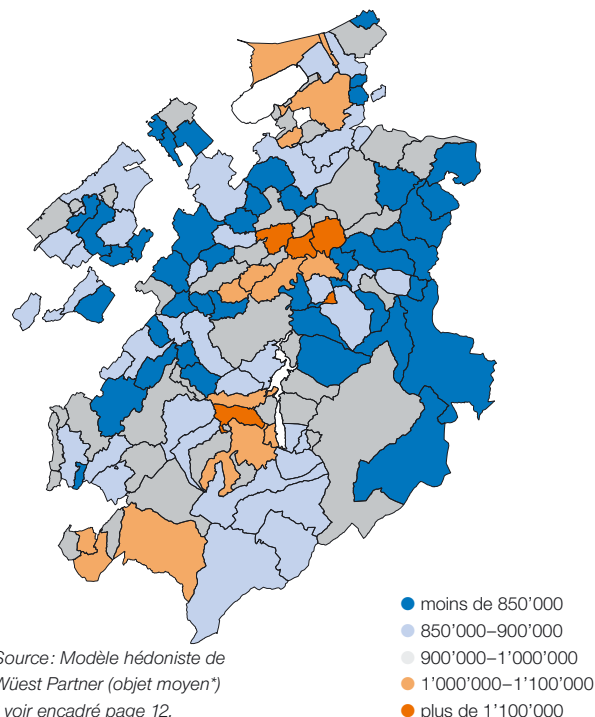 moins de 850’000
850’000–900’000
900’000–1’000’000
1’000’000–1’100’000
plus de 1’100’000
Source: Modèle hédoniste de
Wüest Partner (objet moyen*)
voir encadré page 12.